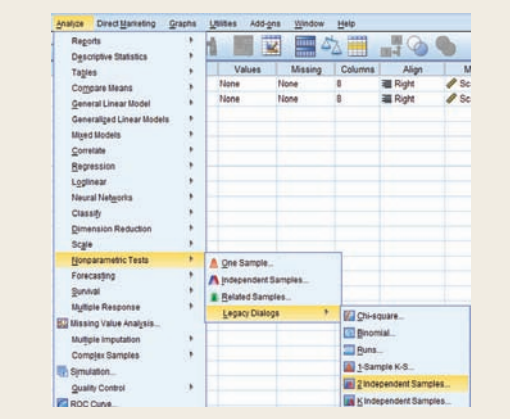 Analyze Direct Marketing Graphs Utilities Add-ons Window Help
Values Missing Columns Align M
None None 8 Right Sc
None None 8 Right Sc
Reports
Descriptive Statistics
Tables
Compare Means
General Linear Model
Generalized Linear Models
Mixed Models
Correlate
Regression
Loglinear
Neural Networks
Classify
Dimension Reduction
Scale
Nonparametric Tests
Forecasting
Survival
Multiple Response
Missing Value Analysis...
Multiple Imputation
Complex Samples
Simulation...
Quality Control
ROC Curve...
One Sample...
Independent Samples...
Related Samples...
Legacy Dialogs
Chi-square...
Binomial...
Runs...
1-Sample K-S...
2 Independent Samples...
K Independent Samples...